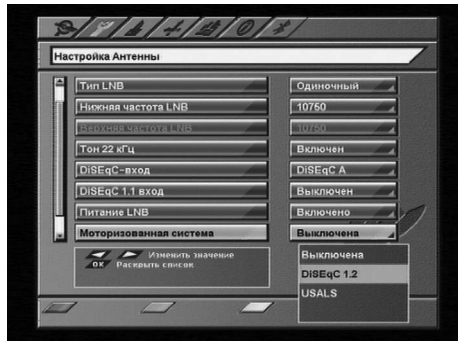 Настройка Антенны
Тип LNB Одиночный
Нижняя частота LNB 10750
Верхняя частота LNB 10750
Тон 22 кГц Включен
DiSEqC-вход DiSEqC A
DiSEqC 1.1 вход Выключен
Питание LNB Включено
Моторизованная система Выключена
Изменить значение
OK Раскрыть список
Выключена
DiSEqC 1.2
USALS